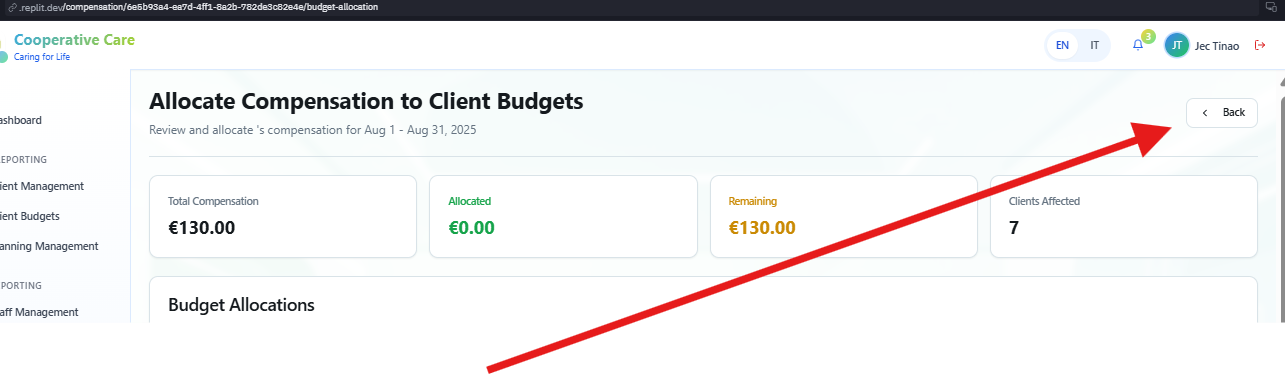 .replit.dev/compensation/6e5b93a4-ea7d-4ff1-8a2b-782de3c82e4e/budget-allocation
Cooperative Care
Caring for Life
EN IT
3
JT Jec Tinao
ashboard
EPORTING
ient Management
ient Budgets
anning Management
PORTING
aff Management
Allocate Compensation to Client Budgets
Review and allocate 's compensation for Aug 1 - Aug 31, 2025
Back
Total Compensation
€130.00
Allocated
€0.00
Remaining
€130.00
Clients Affected
7
Budget Allocations